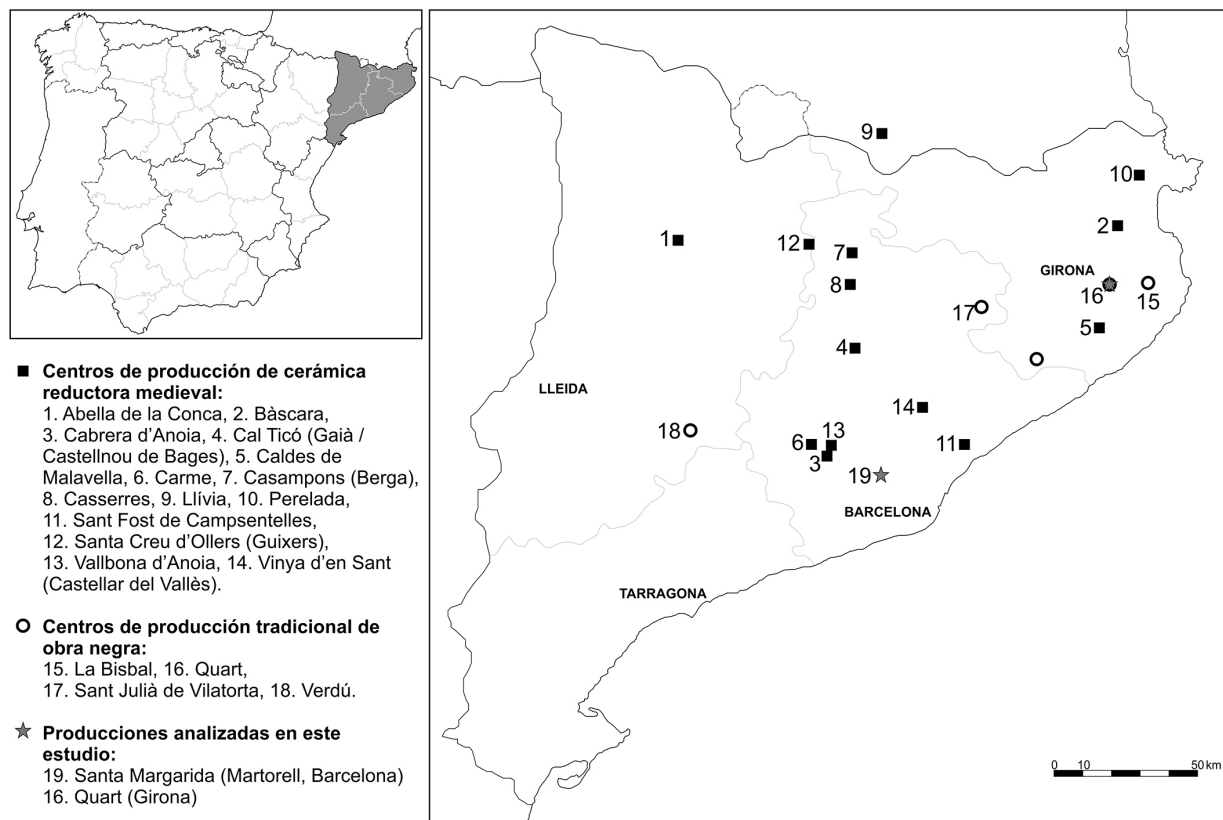 Centros de producción de cerámica
reductora medieval:
1. Abella de la Conca, 2. Bàscara,
3. Cabrera d'Anoia, 4. Cal Ticó (Gaià /
Castellnou de Bages), 5. Caldes de
Malavella, 6. Carme, 7. Casampons (Berga),
8. Casserres, 9. Llívia, 10. Perelada,
11. Sant Fost de Campsentelles,
12. Santa Creu d'Ollers (Guixers),
13. Vallbona d'Anoia, 14. Vinya d'en Sant
(Castellar del Vallès).
Centros de producción tradicional de
obra negra:
15. La Bisbal, 16. Quart,
17. Sant Julià de Vilatorta, 18. Verdú.
Producciones analizadas en este
estudio:
19. Santa Margarida (Martorell, Barcelona)
16. Quart (Girona)
9
10
2
1
12
7
GIRONA
8
16
15
17
5
4
LLEIDA
14
18
6
13
11
3
19
BARCELONA
TARRAGONA
0 10 50 km